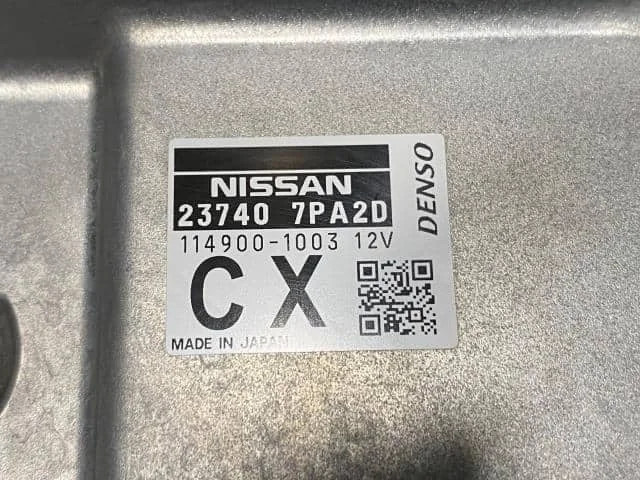 NISSAN
23740 7PA2D
114900-1003 12V
CX
MADE IN JAPAN
DENSO